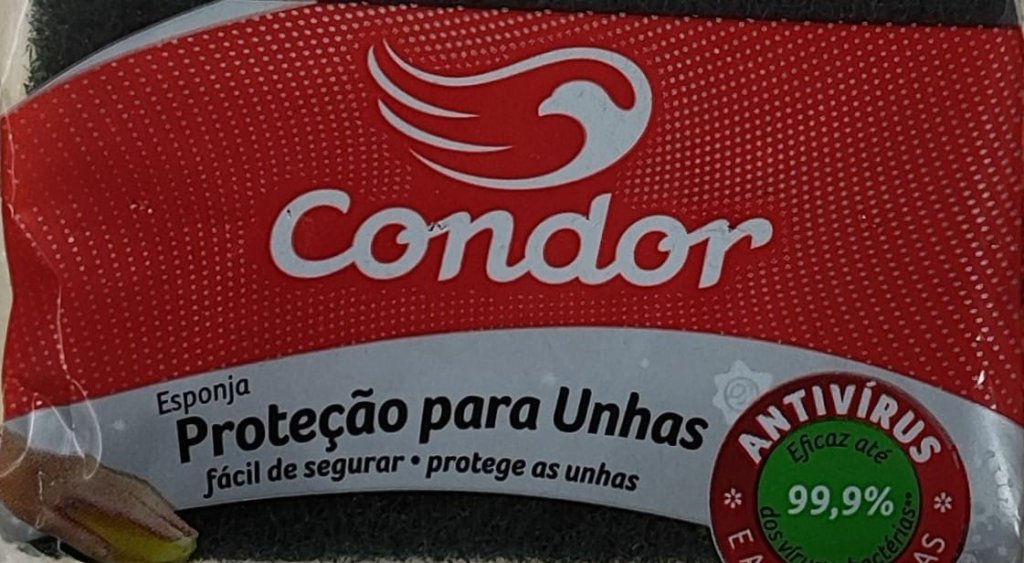 Condor
Esponja
Proteção para Unhas
fácil de segurar • protege as unhas
ANTIVÍRUS
Eficaz até
99,9%